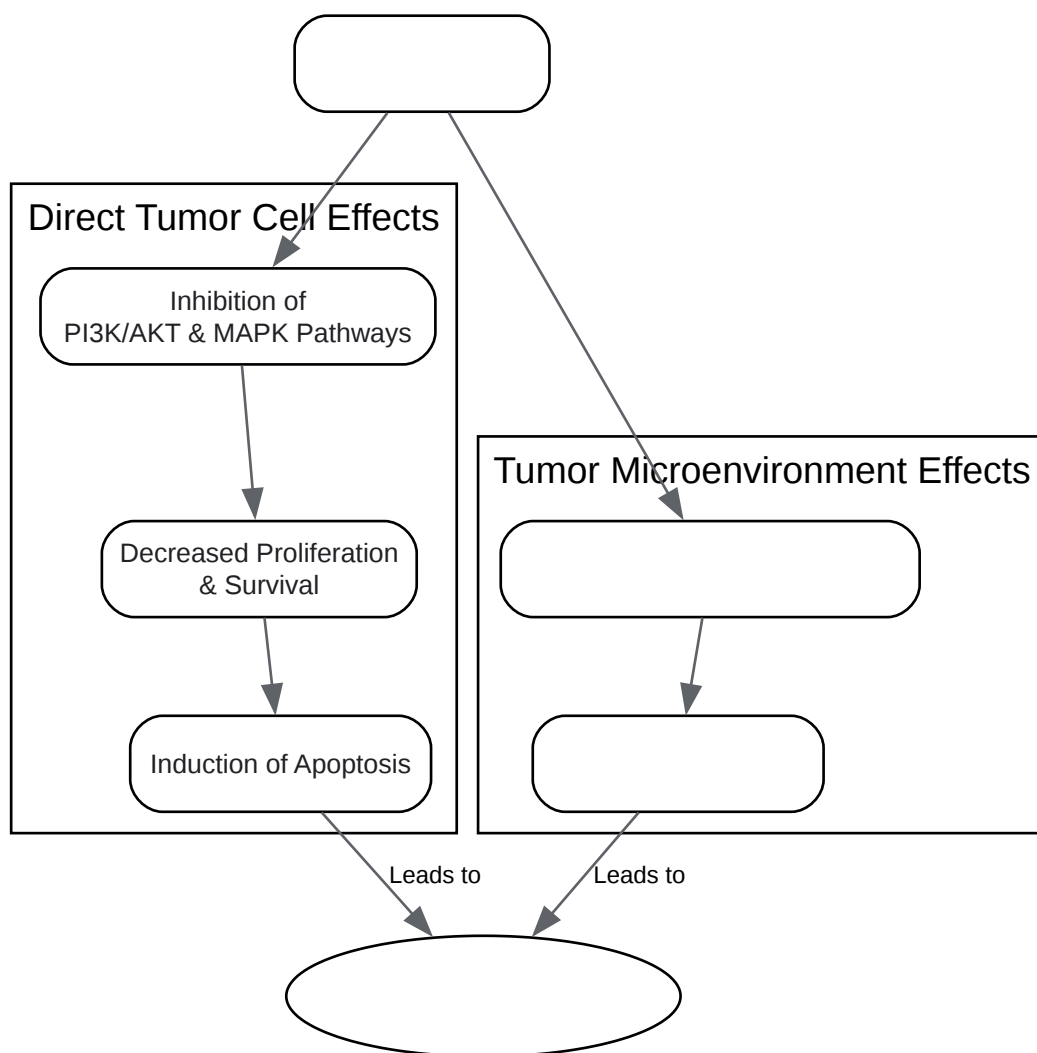 Direct Tumor Cell Effects
Inhibition of
PI3K/AKT & MAPK Pathways
Decreased Proliferation
& Survival
Induction of Apoptosis
Tumor Microenvironment Effects
Leads to
Leads to